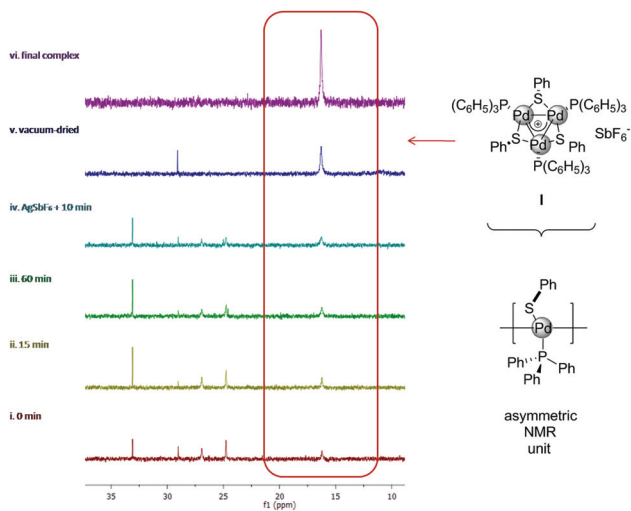 vi. final complex
v. vacuum-dried
iv. AgSbF₆ + 10 min
iii. 60 min
ii. 15 min
i. 0 min
35 30 25 20 15 10
f1 (ppm)
Ph
S
(C₆H₅)₃P P(C₆H₅)₃
Pd Pd
⊕
SbF₆⁻
S S
Ph Pd Ph
P(C₆H₅)₃
I
Ph
S
Pd
Ph P Ph
Ph
asymmetric
NMR
unit